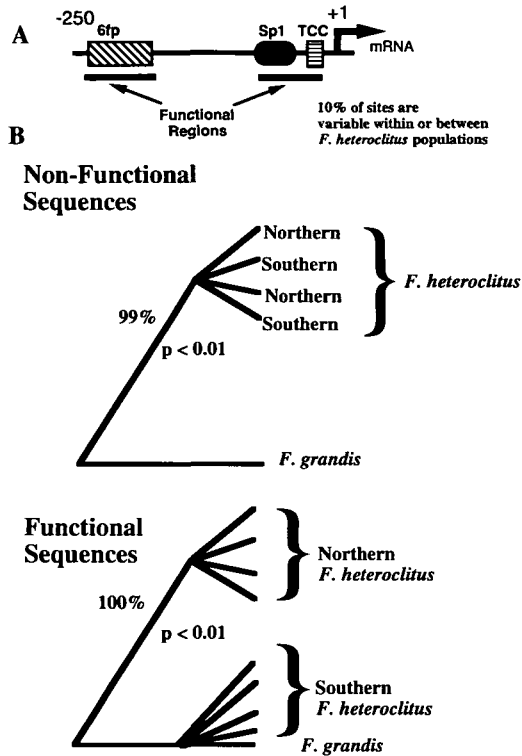 A
-250
6fp
Sp1
TCC
+1
mRNA
Functional
Regions
10% of sites are
variable within or between
F. heteroclitus populations
B
Non-Functional
Sequences
Northern
Southern
Northern
Southern
F. heteroclitus
99%
p < 0.01
F. grandis
Functional
Sequences
Northern
F. heteroclitus
100%
p < 0.01
Southern
F. heteroclitus
F. grandis